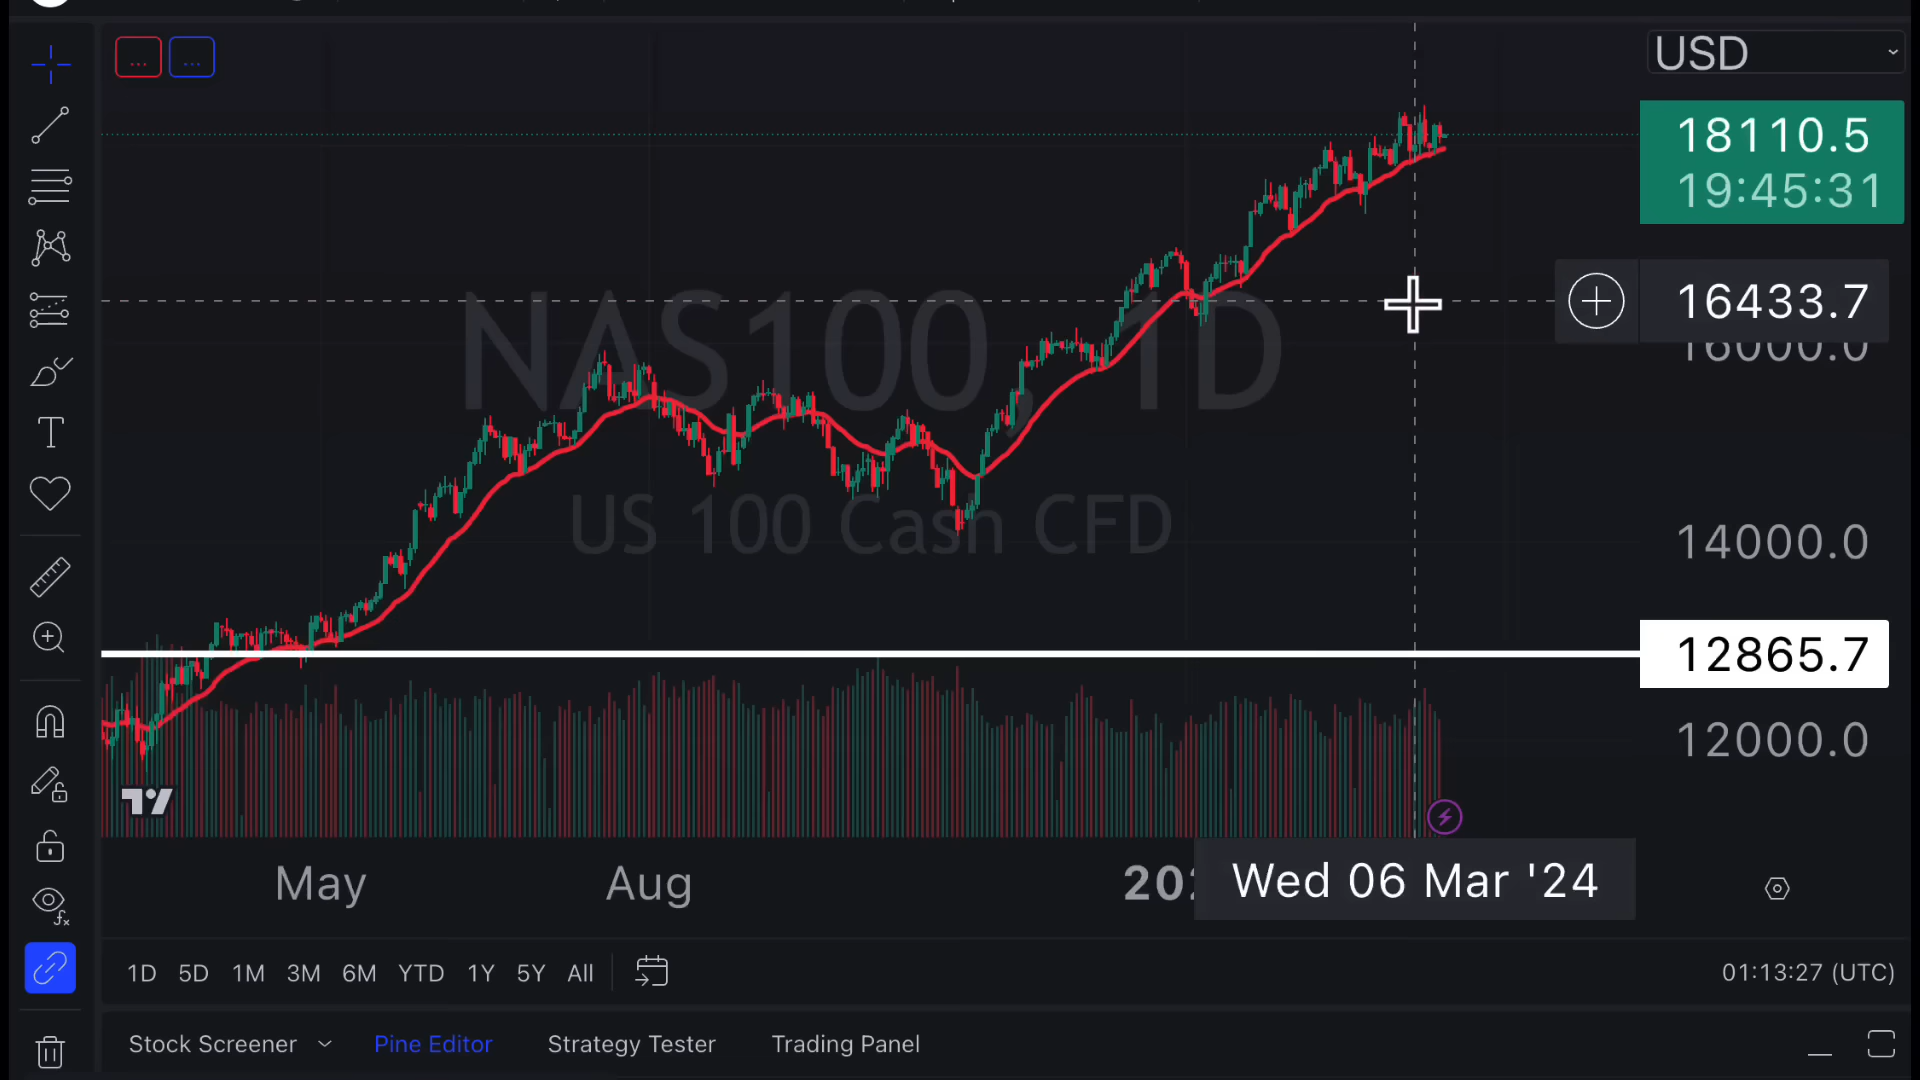 ...
...
USD
18110.5
19:45:31
16433.7
16000.0
NAS100, 1D
US 100 Cash CFD
14000.0
12865.7
12000.0
May
Aug
Wed 06 Mar '24
1D 5D 1M 3M 6M YTD 1Y 5Y All
01:13:27 (UTC)
Stock Screener
Pine Editor
Strategy Tester
Trading Panel